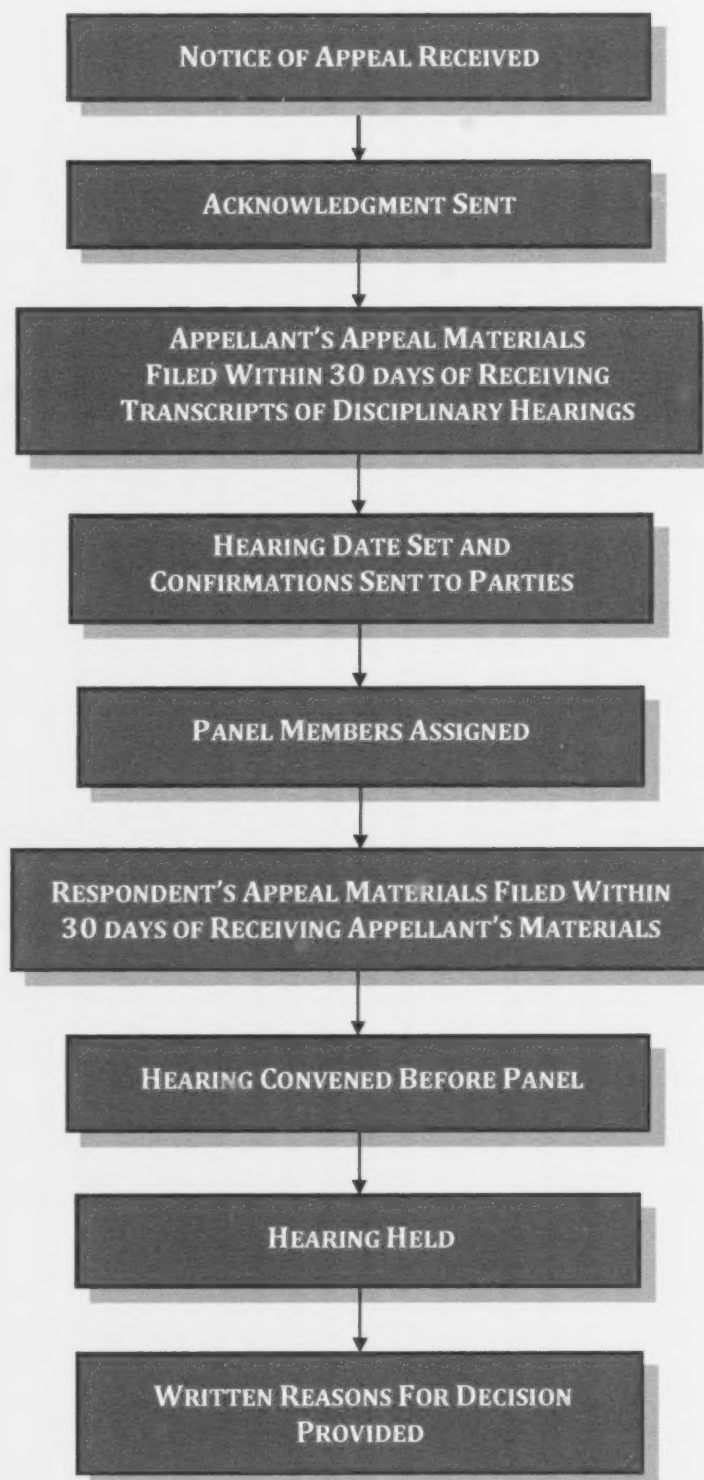 NOTICE OF APPEAL RECEIVED
ACKNOWLEDGMENT SENT
APPELLANT'S APPEAL MATERIALS
FILED WITHIN 30 DAYS OF RECEIVING
TRANSCRIPTS OF DISCIPLINARY HEARINGS
HEARING DATE SET AND
CONFIRMATIONS SENT TO PARTIES
PANEL MEMBERS ASSIGNED
RESPONDENT'S APPEAL MATERIALS FILED WITHIN
30 DAYS OF RECEIVING APPELLANT'S MATERIALS
HEARING CONVENED BEFORE PANEL
HEARING HELD
WRITTEN REASONS FOR DECISION
PROVIDED